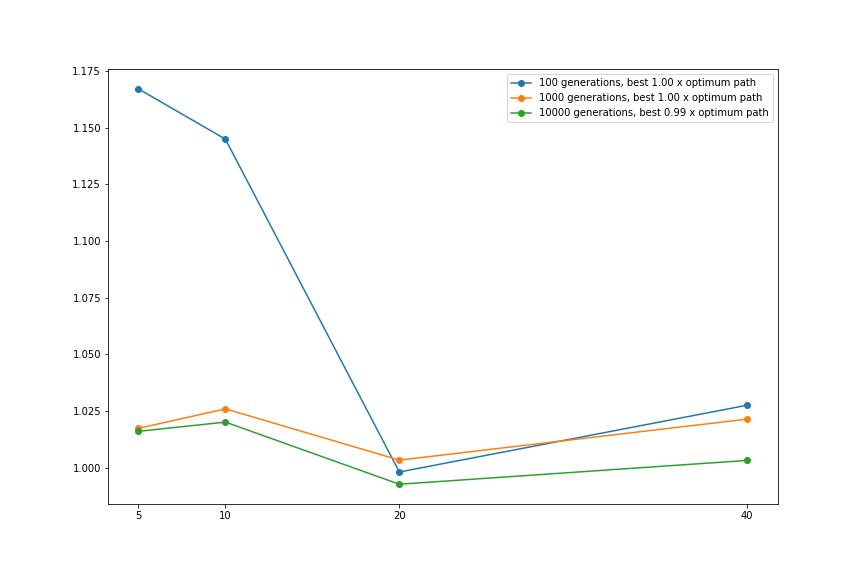 1.175
1.150
1.125
1.100
1.075
1.050
1.025
1.000
5 10 20 40
100 generations, best 1.00 x optimum path
1000 generations, best 1.00 x optimum path
10000 generations, best 0.99 x optimum path